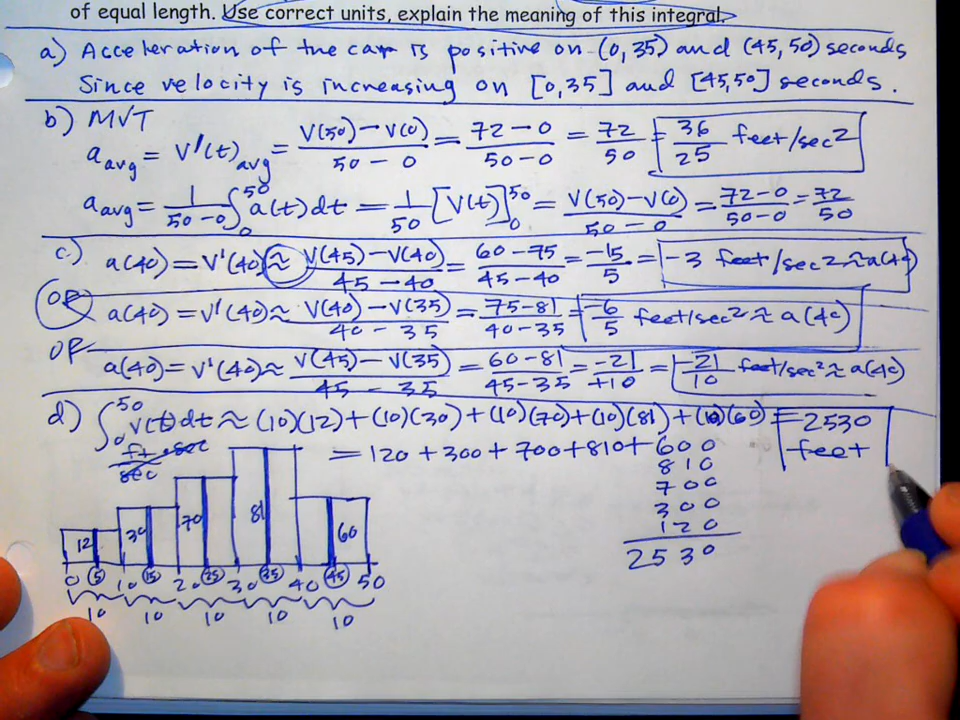 of equal length. Use correct units, explain the meaning of this integral.
a) Acceleration of the car is positive on (0, 35) and (45, 50) seconds
Since velocity is increasing on [0,35] and [45,50] seconds.
b) MVT
a avg = V'(t) avg = V(50)-V(0) / 50-0 = 72-0 / 50-0 = 72/50 = 36/25 feet/sec²
a avg = 1/50-0 ∫₀⁵⁰ a(t)dt = 1/50 [V(t)]₀⁵⁰ = V(50)-V(0) / 50-0 = 72-0 / 50-0 = 72/50
c.) a(40) = V'(40) ≈ V(45)-V(40) / 45-40 = 60-75 / 45-40 = -15/5 = -3 feet/sec² ≈ a(40)
OR
a(40) = V'(40) ≈ V(40)-V(35) / 40-35 = 75-81 / 40-35 = -6/5 feet/sec² ≈ a(40)
OR
a(40) = V'(40) ≈ V(45)-V(35) / 45-35 = 60-81 / 45-35 = -21/+10 = -21/10 feet/sec² ≈ a(40)
d) ∫₀⁵⁰ V(t)dt ≈ (10)(12)+(10)(30)+(10)(70)+(10)(81)+(10)(60) = 2530
feet
ft/sec · sec
= 120+300+700+810+600
810
700
300
120
2530
12 30 70 81 60
0 5 10 15 20 25 30 35 40 45 50
10 10 10 10 10